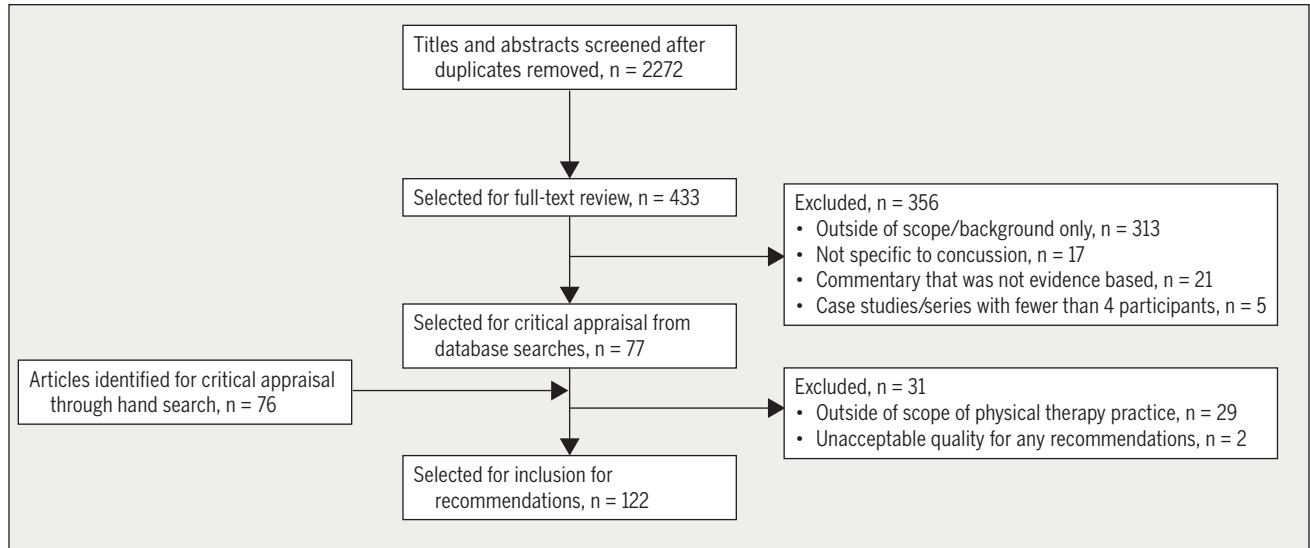 Titles and abstracts screened after
duplicates removed, n = 2272
Selected for full-text review, n = 433
Excluded, n = 356
• Outside of scope/background only, n = 313
• Not specific to concussion, n = 17
• Commentary that was not evidence based, n = 21
• Case studies/series with fewer than 4 participants, n = 5
Selected for critical appraisal from
database searches, n = 77
Articles identified for critical appraisal
through hand search, n = 76
Excluded, n = 31
• Outside of scope of physical therapy practice, n = 29
• Unacceptable quality for any recommendations, n = 2
Selected for inclusion for
recommendations, n = 122